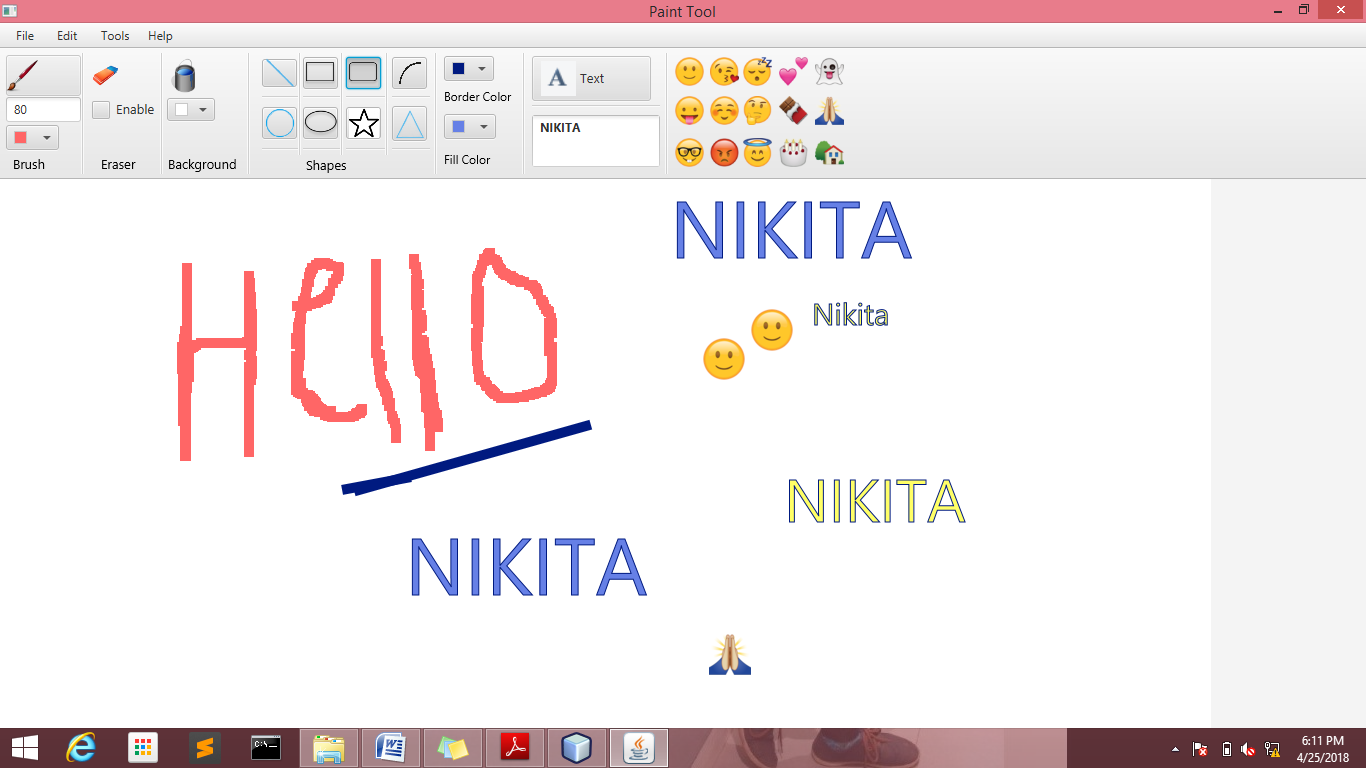 Paint Tool
File Edit Tools Help
80
Enable
Border Color
Text
NIKITA
Fill Color
Brush Eraser Background Shapes
NIKITA
Hello
Nikita
NIKITA
NIKITA
C:\_
6:11 PM
4/25/2018